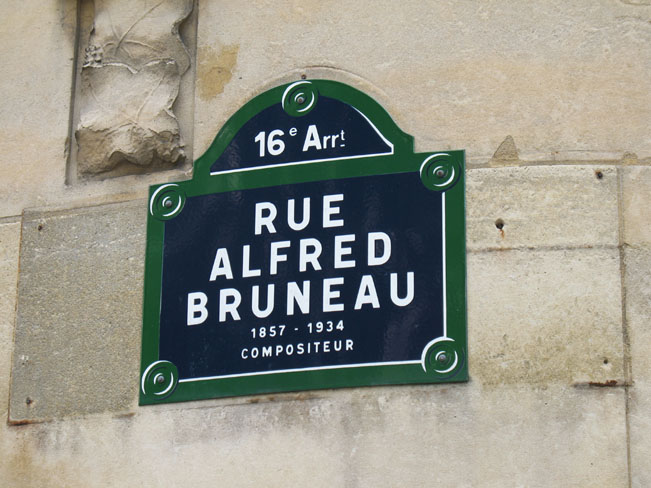 16e Arrt
RUE
ALFRED
BRUNEAU
1857 - 1934
COMPOSITEUR